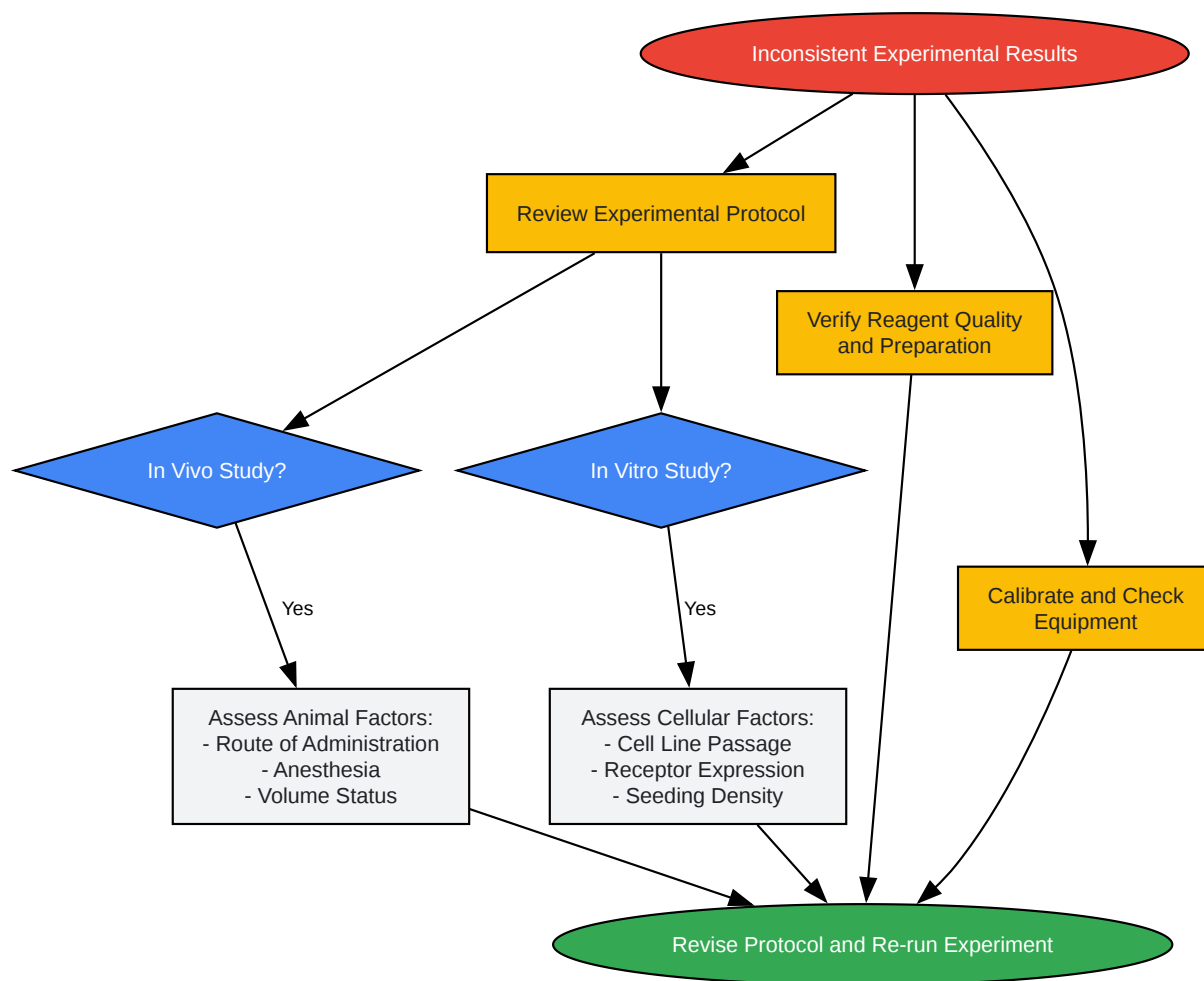 Inconsistent Experimental Results
Review Experimental Protocol
Verify Reagent Quality
and Preparation
In Vivo Study?
In Vitro Study?
Calibrate and Check
Equipment
Yes
Yes
Assess Animal Factors:
- Route of Administration
- Anesthesia
- Volume Status
Assess Cellular Factors:
- Cell Line Passage
- Receptor Expression
- Seeding Density
Revise Protocol and Re-run Experiment